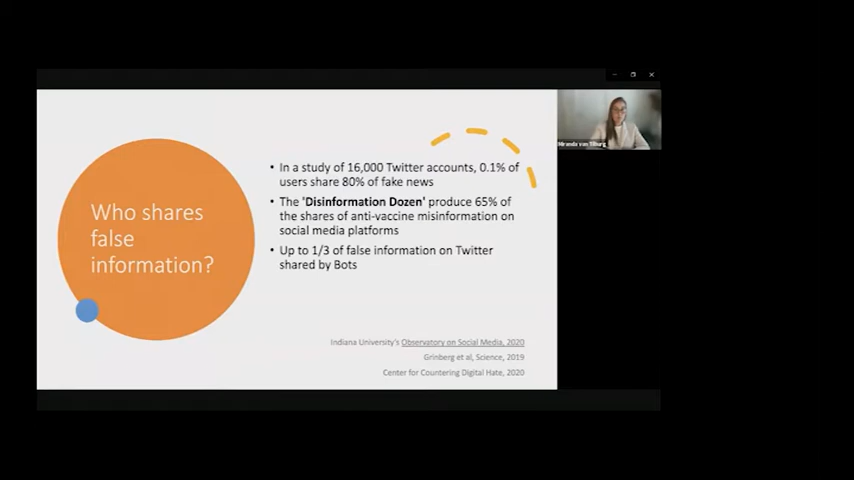 Who shares
false
information?
• In a study of 16,000 Twitter accounts, 0.1% of
users share 80% of fake news
• The 'Disinformation Dozen' produce 65% of
the shares of anti-vaccine misinformation on
social media platforms
• Up to 1/3 of false information on Twitter
shared by Bots
Indiana University's Observatory on Social Media, 2020
Grinberg et al, Science, 2019
Center for Countering Digital Hate, 2020
Miranda van Tilburg